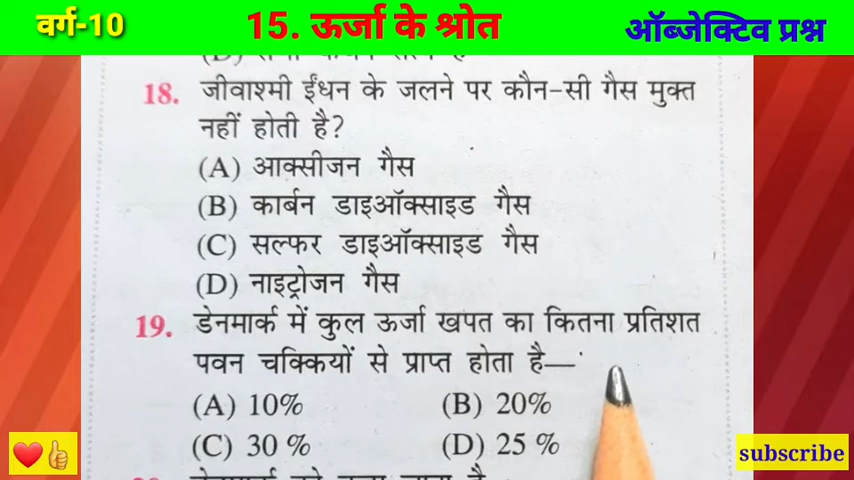 वर्ग-10
15. ऊर्जा के श्रोत
ऑब्जेक्टिव प्रश्न
18. जीवाश्मी ईंधन के जलने पर कौन-सी गैस मुक्त
नहीं होती है?
(A) आक्सीजन गैस
(B) कार्बन डाइऑक्साइड गैस
(C) सल्फर डाइऑक्साइड गैस
(D) नाइट्रोजन गैस
19. डेनमार्क में कुल ऊर्जा खपत का कितना प्रतिशत
पवन चक्कियों से प्राप्त होता है—
(A) 10% (B) 20%
(C) 30 % (D) 25 %
subscribe